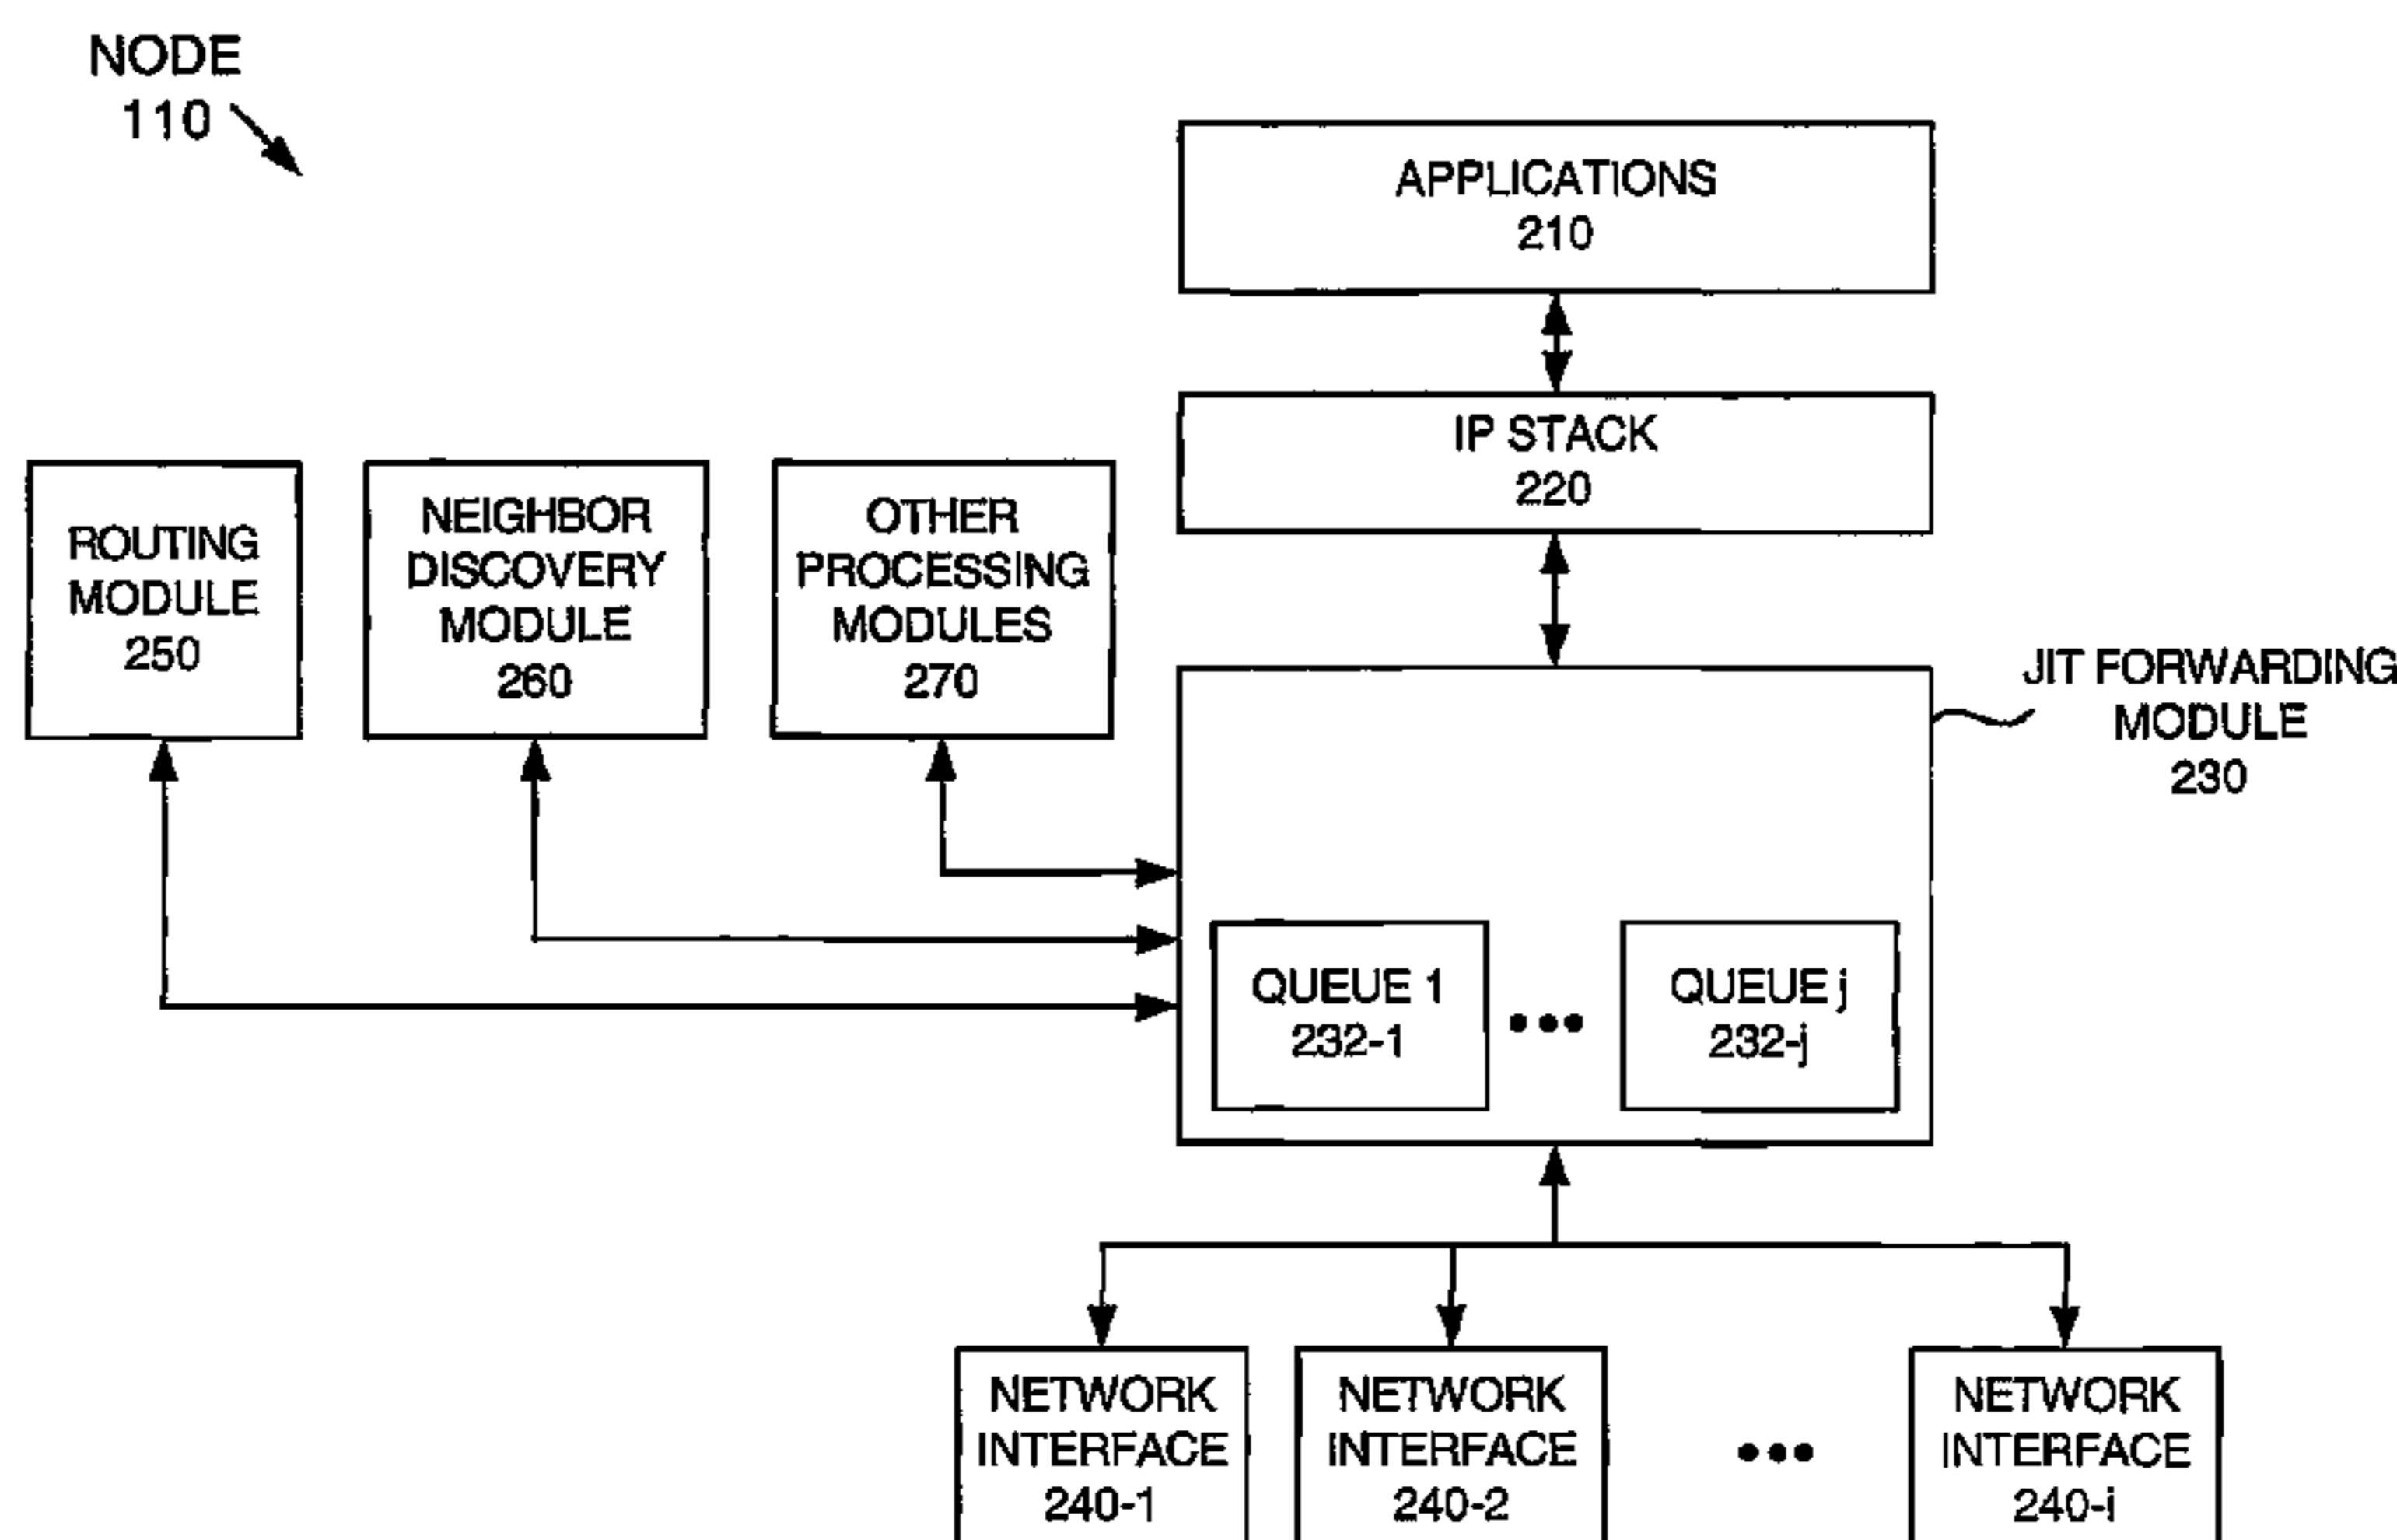 NODE
110
APPLICATIONS
210
IP STACK
220
ROUTING
MODULE
250
NEIGHBOR
DISCOVERY
MODULE
260
OTHER
PROCESSING
MODULES
270
JIT FORWARDING
MODULE
230
QUEUE 1
232-1
•••
QUEUE j
232-j
NETWORK
INTERFACE
240-1
NETWORK
INTERFACE
240-2
•••
NETWORK
INTERFACE
240-i